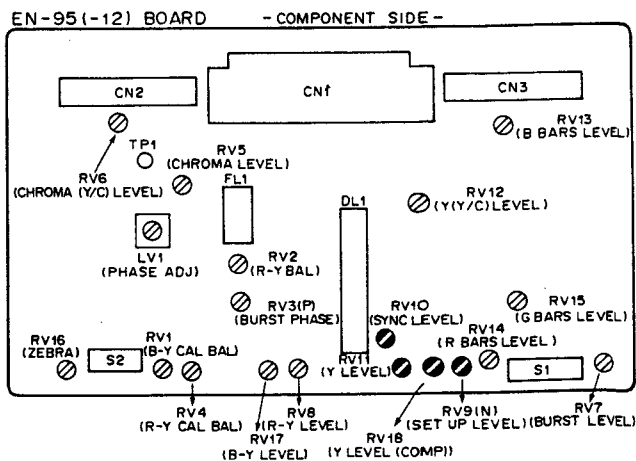 EN-95(-12) BOARD -COMPONENT SIDE-
CN2
CN1
CN3
RV13
(B BARS LEVEL)
TP1
RV5
(CHROMA LEVEL)
RV6
(CHROMA (Y/C) LEVEL)
FL1
DL1
RV12
(Y(Y/C) LEVEL)
LV1
(PHASE ADJ)
RV2
(R-Y BAL)
RV3(P)
(BURST PHASE)
RV10
(SYNC LEVEL)
RV15
(G BARS LEVEL)
RV14
(R BARS LEVEL)
RV16
(ZEBRA)
S2
RV1
(B-Y CAL BAL)
RV11
(Y LEVEL)
S1
RV4
(R-Y CAL BAL)
RV8
(R-Y LEVEL)
RV17
(B-Y LEVEL)
RV18
(Y LEVEL (COMP))
RV9(N)
(SET UP LEVEL)
RV7
(BURST LEVEL)